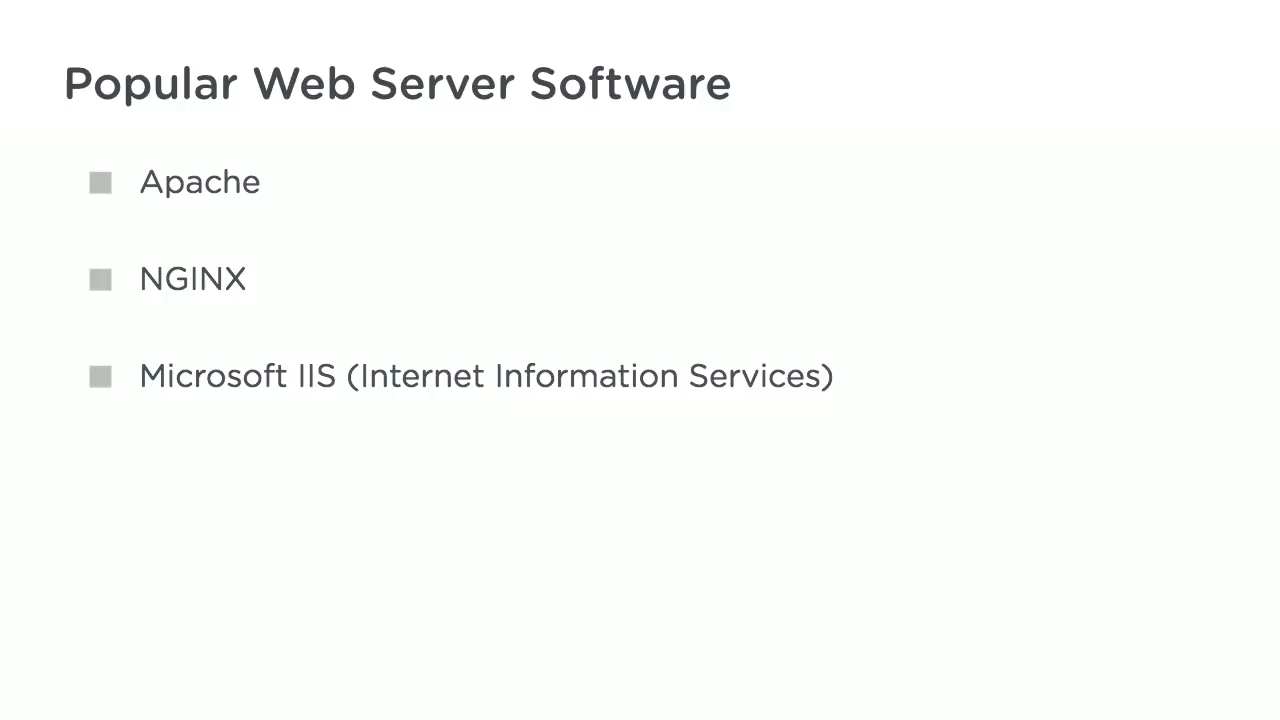 Popular Web Server Software
Apache
NGINX
Microsoft IIS (Internet Information Services)